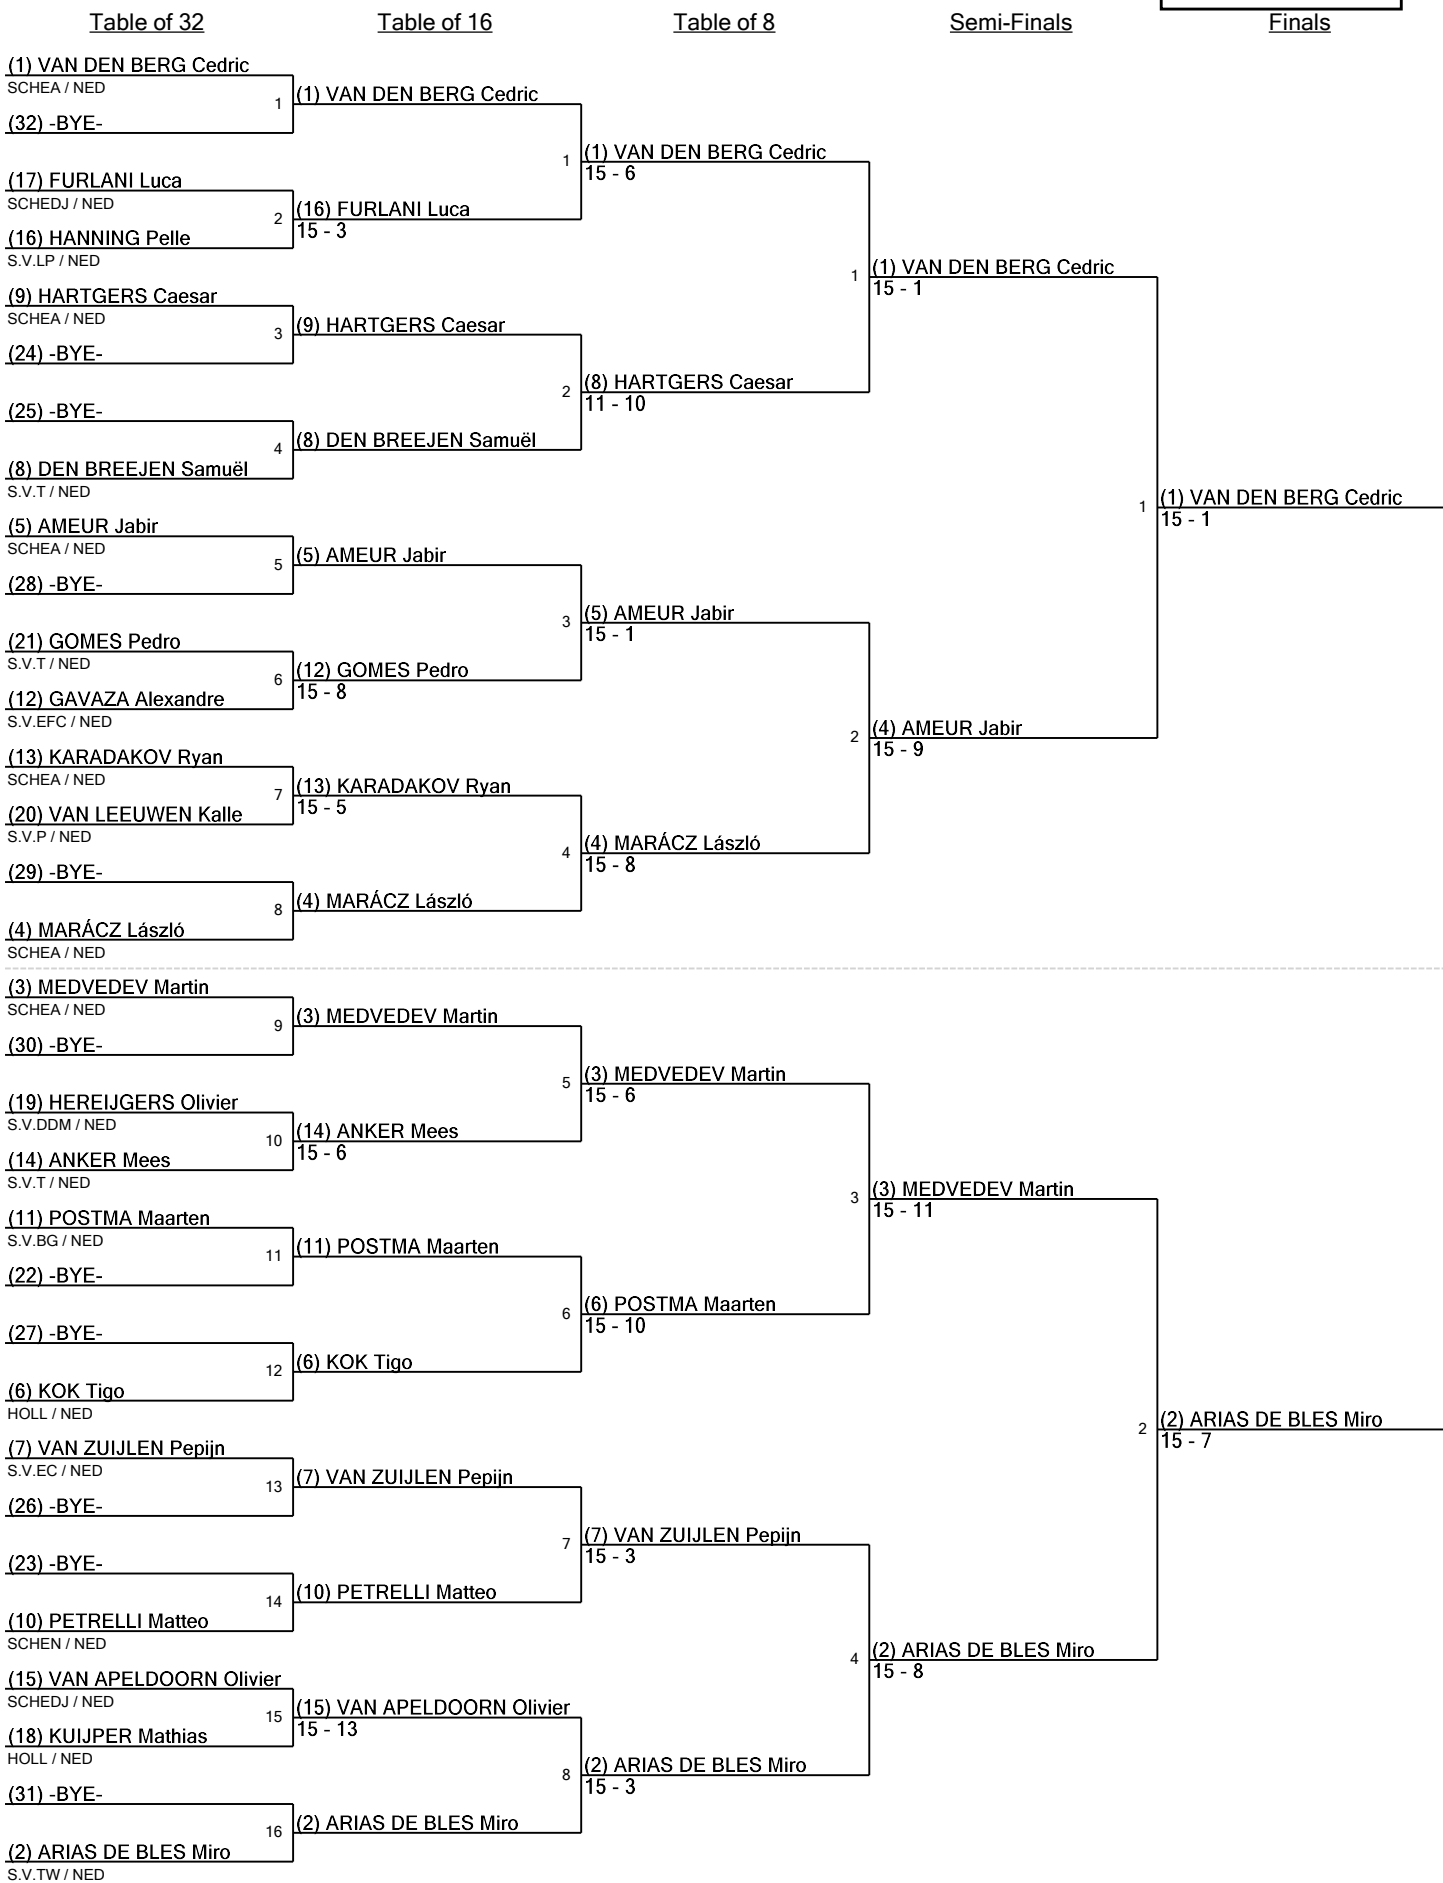 Table of 32
Table of 16
Table of 8
Semi-Finals
Finals
(1) VAN DEN BERG Cedric
SCHEA / NED
1
(32) -BYE-
(17) FURLANI Luca
SCHEDJ / NED
2
(16) HANNING Pelle
S.V.LP / NED
(9) HARTGERS Caesar
SCHEA / NED
3
(24) -BYE-
(25) -BYE-
4
(8) DEN BREEJEN Samuël
S.V.T / NED
(5) AMEUR Jabir
SCHEA / NED
5
(28) -BYE-
(21) GOMES Pedro
S.V.T / NED
6
(12) GAVAZA Alexandre
S.V.EFC / NED
(13) KARADAKOV Ryan
SCHEA / NED
7
(20) VAN LEEUWEN Kalle
S.V.P / NED
(29) -BYE-
8
(4) MARÁCZ László
SCHEA / NED
(3) MEDVEDEV Martin
SCHEA / NED
9
(30) -BYE-
(19) HEREIJGERS Olivier
S.V.DDM / NED
10
(14) ANKER Mees
S.V.T / NED
(11) POSTMA Maarten
S.V.BG / NED
11
(22) -BYE-
(27) -BYE-
12
(6) KOK Tigo
HOLL / NED
(7) VAN ZUIJLEN Pepijn
S.V.EC / NED
13
(26) -BYE-
(23) -BYE-
14
(10) PETRELLI Matteo
SCHEN / NED
(15) VAN APELDOORN Olivier
SCHEDJ / NED
15
(18) KUIJPER Mathias
HOLL / NED
(31) -BYE-
16
(2) ARIAS DE BLES Miro
S.V.TW / NED
(1) VAN DEN BERG Cedric
1
(16) FURLANI Luca
15 - 3
(9) HARTGERS Caesar
2
(8) DEN BREEJEN Samuël
(5) AMEUR Jabir
3
(12) GOMES Pedro
15 - 8
(13) KARADAKOV Ryan
15 - 5
4
(4) MARÁCZ László
(3) MEDVEDEV Martin
5
(14) ANKER Mees
15 - 6
(11) POSTMA Maarten
6
(6) KOK Tigo
(7) VAN ZUIJLEN Pepijn
7
(10) PETRELLI Matteo
(15) VAN APELDOORN Olivier
15 - 13
8
(2) ARIAS DE BLES Miro
(1) VAN DEN BERG Cedric
15 - 6
1
(8) HARTGERS Caesar
11 - 10
(5) AMEUR Jabir
15 - 1
2
(4) MARÁCZ László
15 - 8
(3) MEDVEDEV Martin
15 - 6
3
(6) POSTMA Maarten
15 - 10
(7) VAN ZUIJLEN Pepijn
15 - 3
4
(2) ARIAS DE BLES Miro
15 - 3
(1) VAN DEN BERG Cedric
15 - 1
1
(4) AMEUR Jabir
15 - 9
(3) MEDVEDEV Martin
15 - 11
2
(2) ARIAS DE BLES Miro
15 - 8
(1) VAN DEN BERG Cedric
15 - 1
(2) ARIAS DE BLES Miro
15 - 7